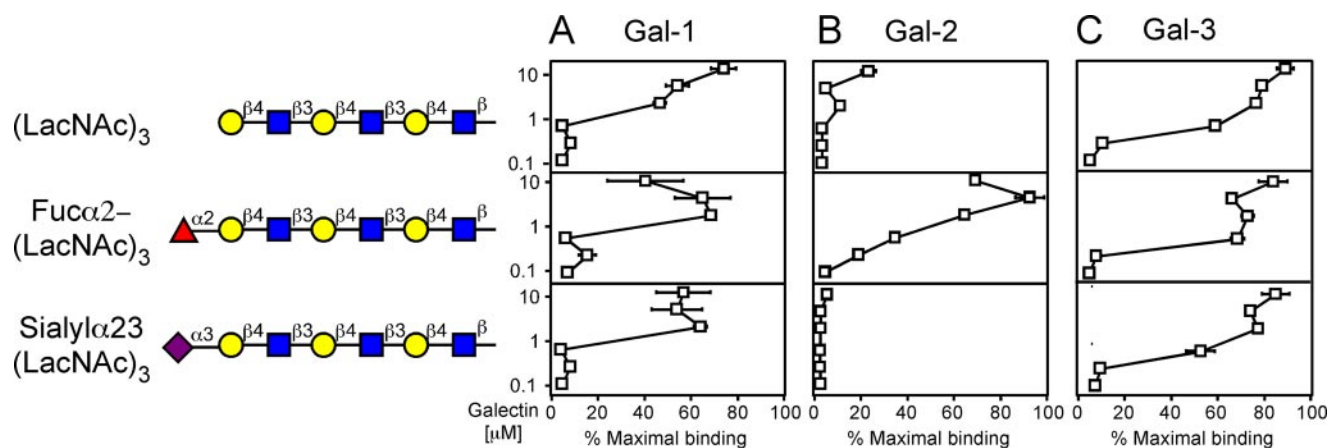 A Gal-1 B Gal-2 C Gal-3
(LacNAc)3
β4 β3 β4 β3 β4 β
10
1
0.1
Fucα2–
(LacNAc)3
α2 β4 β3 β4 β3 β4 β
10
1
0.1
Sialylα23
(LacNAc)3
α3 β4 β3 β4 β3 β4 β
10
1
0.1
Galectin
[μM]
0 20 40 60 80 100 0 20 40 60 80 100 0 20 40 60 80 100
% Maximal binding % Maximal binding % Maximal binding